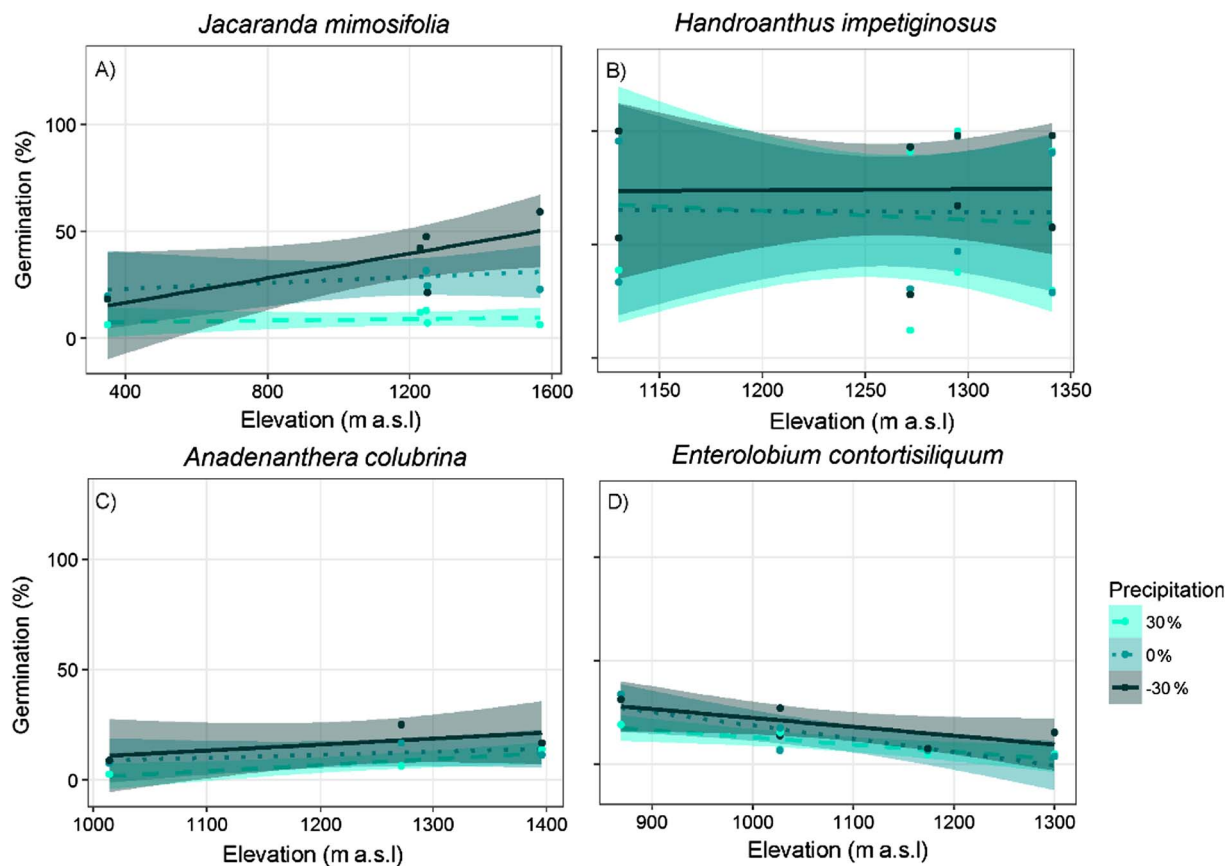 Jacaranda mimosifolia
Handroanthus impetiginosus
A)
B)
Germination (%)
100
50
0
400
800
1200
1600
1150
1200
1250
1300
1350
Elevation (m a.s.l)
Elevation (m a.s.l)
Anadenanthera colubrina
Enterolobium contortisiliquum
C)
D)
Germination (%)
100
50
0
1000
1100
1200
1300
1400
900
1000
1100
1200
1300
Elevation (m a.s.l)
Elevation (m a.s.l)
Precipitation
30%
0%
-30%